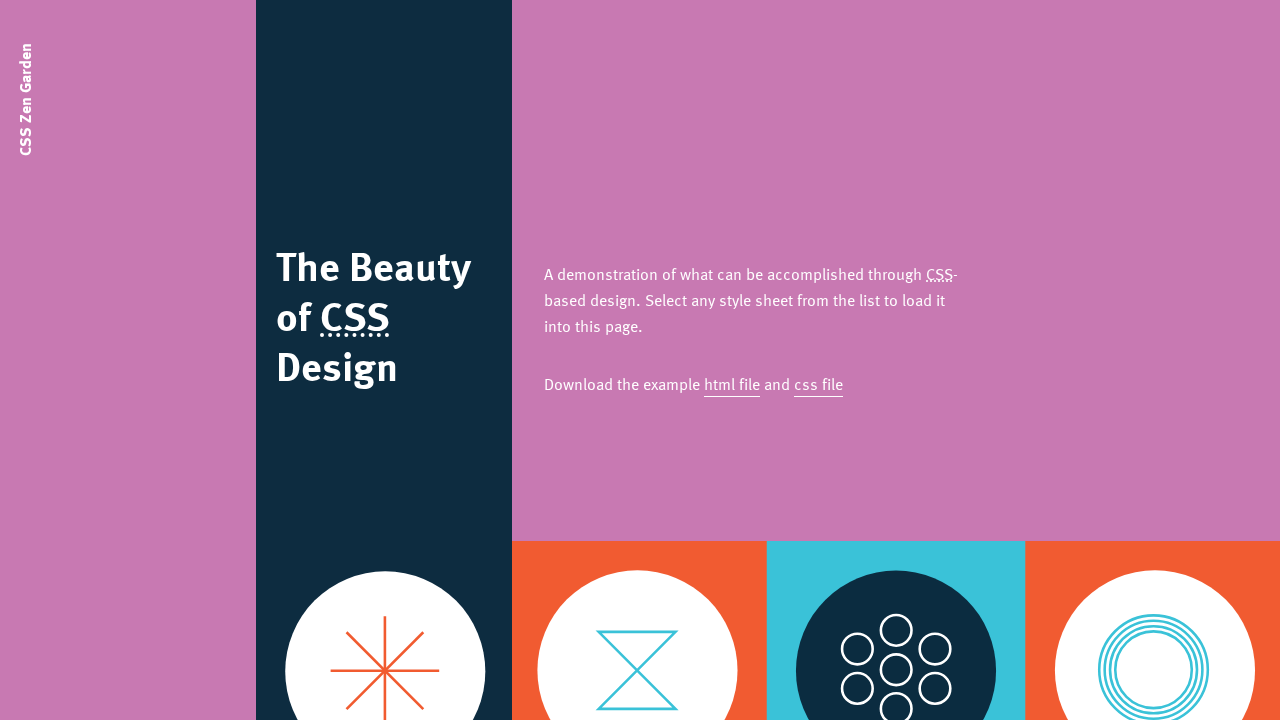 CSS Zen Garden
The Beauty
of CSS
Design
A demonstration of what can be accomplished through CSS-
based design. Select any style sheet from the list to load it
into this page.
Download the example html file and css file